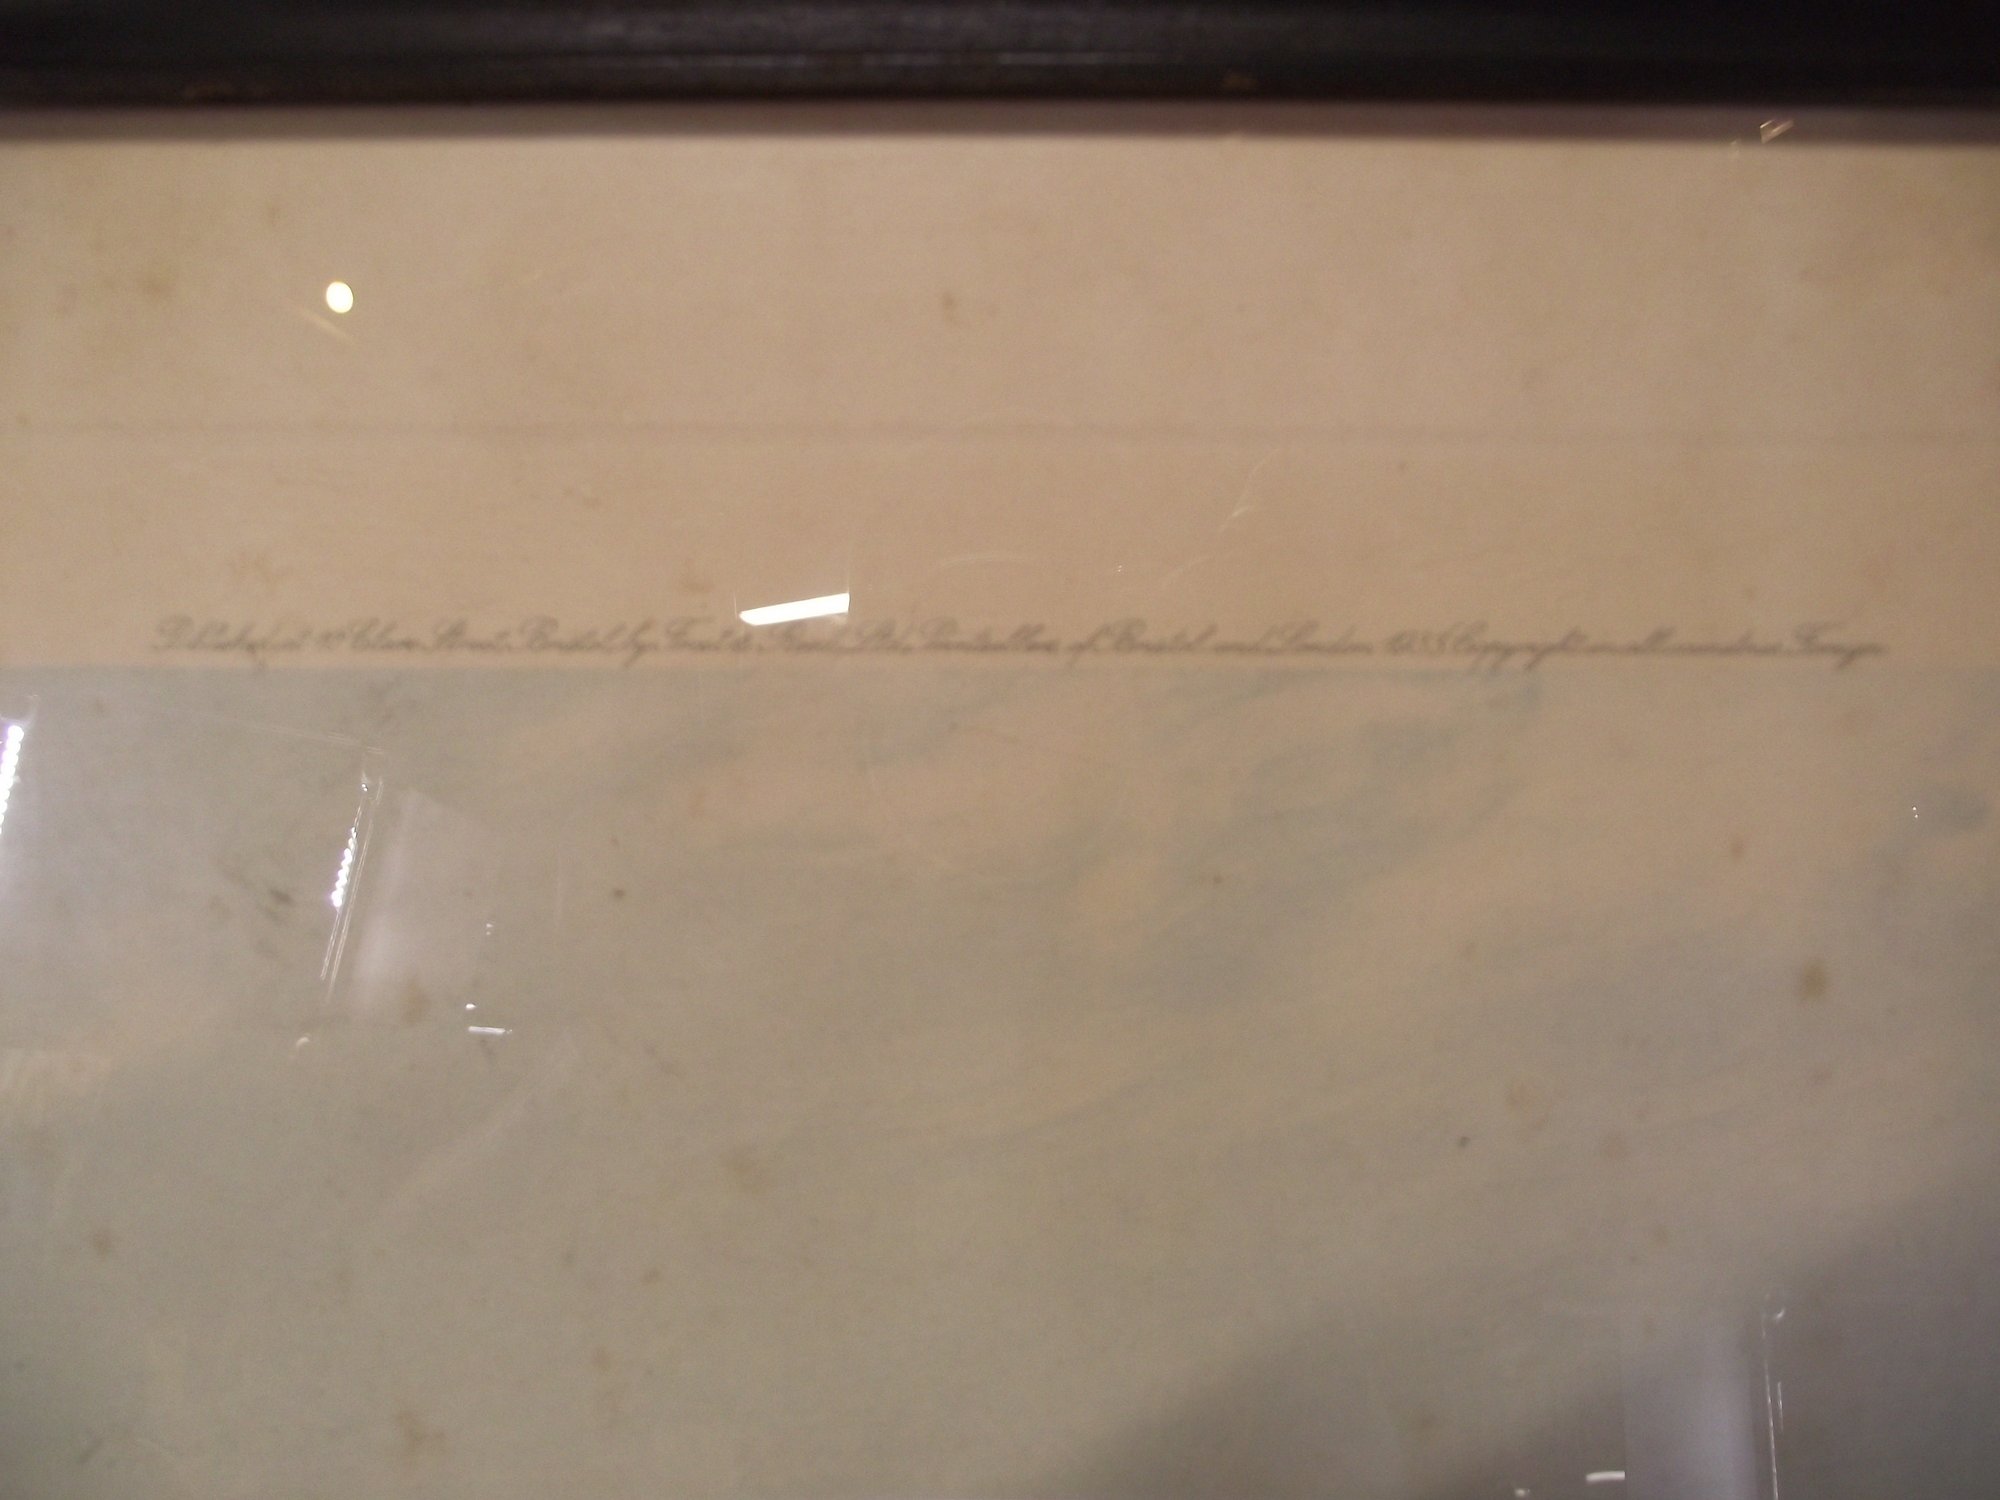 Published at 10 Clare Street, Bristol, by Frost & Reed, Ltd, Printsellers of Bristol and London Copyright in all countries Europe